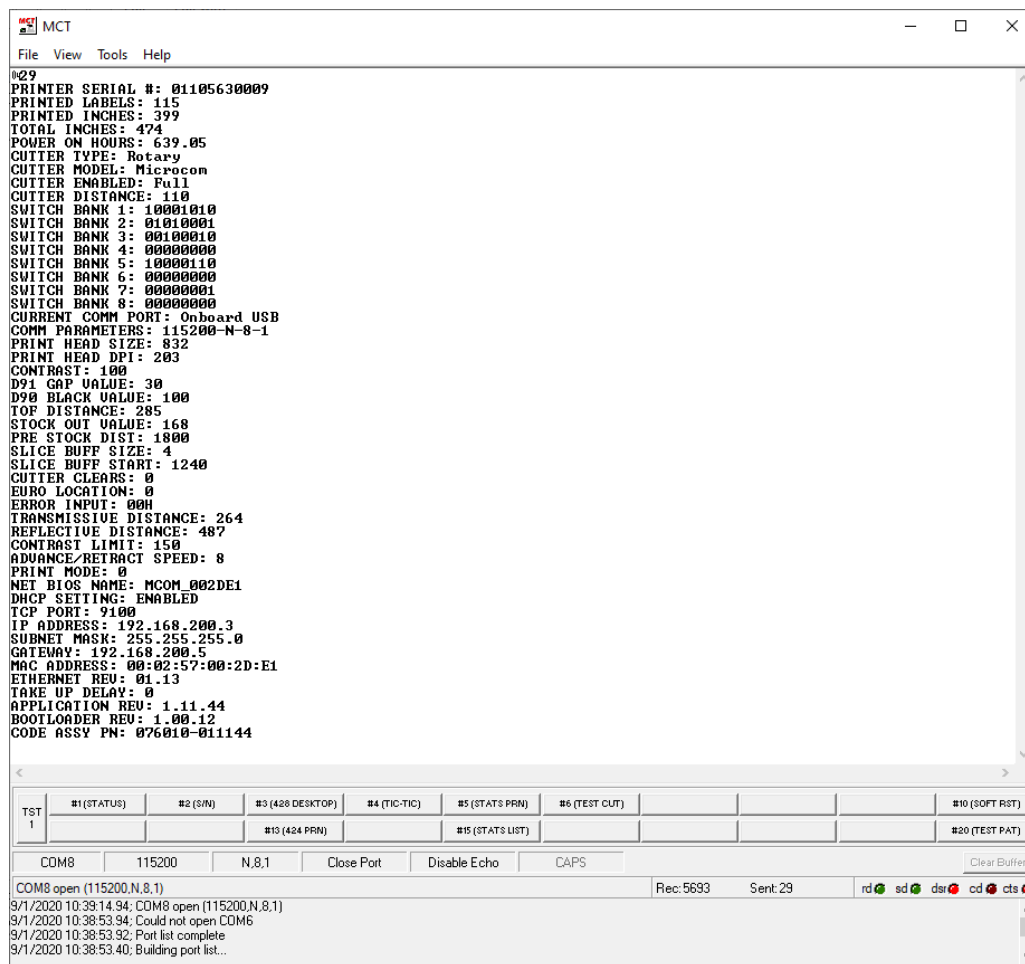 MCT
File View Tools Help
29
PRINTER SERIAL #: 01105630009
PRINTED LABELS: 115
PRINTED INCHES: 399
TOTAL INCHES: 474
POWER ON HOURS: 639.05
CUTTER TYPE: Rotary
CUTTER MODEL: Microcom
CUTTER ENABLED: Full
CUTTER DISTANCE: 110
SWITCH BANK 1: 10001010
SWITCH BANK 2: 01010001
SWITCH BANK 3: 00100010
SWITCH BANK 4: 00000000
SWITCH BANK 5: 10000110
SWITCH BANK 6: 00000000
SWITCH BANK 7: 00000001
SWITCH BANK 8: 00000000
CURRENT COMM PORT: Onboard USB
COMM PARAMETERS: 115200-N-8-1
PRINT HEAD SIZE: 832
PRINT HEAD DPI: 203
CONTRAST: 100
D91 GAP VALUE: 30
D90 BLACK VALUE: 100
TOF DISTANCE: 285
STOCK OUT VALUE: 168
PRE STOCK DIST: 1800
SLICE BUFF SIZE: 4
SLICE BUFF START: 1240
CUTTER CLEARS: 0
EURO LOCATION: 0
ERROR INPUT: 00H
TRANSMISSIVE DISTANCE: 264
REFLECTIVE DISTANCE: 487
CONTRAST LIMIT: 150
ADVANCE/RETRACT SPEED: 8
PRINT MODE: 0
NET BIOS NAME: MCOM_002DE1
DHCP SETTING: ENABLED
TCP PORT: 9100
IP ADDRESS: 192.168.200.3
SUBNET MASK: 255.255.255.0
GATEWAY: 192.168.200.5
MAC ADDRESS: 00:02:57:00:2D:E1
ETHERNET REV: 01.13
TAKE UP DELAY: 0
APPLICATION REV: 1.11.44
BOOTLOADER REV: 1.00.12
CODE ASSY PN: 076010-011144
TST 1
#1 (STATUS) #2 (S/N) #3 (428 DESKTOP) #4 (TIC-TIC) #5 (STATS PRN) #6 (TEST CUT) #10 (SOFT RST)
#13 (424 PRN) #15 (STATS LIST) #20 (TEST PAT)
COM8 115200 N,8,1 Close Port Disable Echo CAPS Clear Buffer
COM8 open (115200,N,8,1) Rec: 5693 Sent: 29 rd sd dsr cd cts
9/1/2020 10:39:14.94; COM8 open (115200,N,8,1)
9/1/2020 10:38:53.94; Could not open COM6
9/1/2020 10:38:53.92; Port list complete
9/1/2020 10:38:53.40; Building port list...